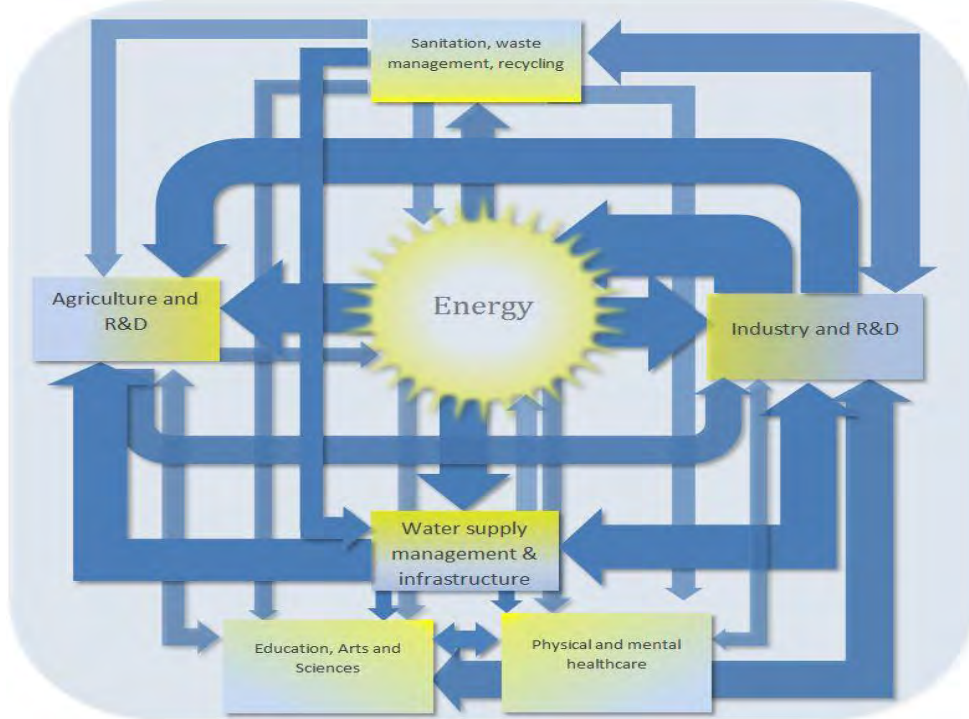 Sanitation, waste
management, recycling
Agriculture and
R&D
Energy
Industry and R&D
Water supply
management &
infrastructure
Education, Arts and
Sciences
Physical and mental
healthcare